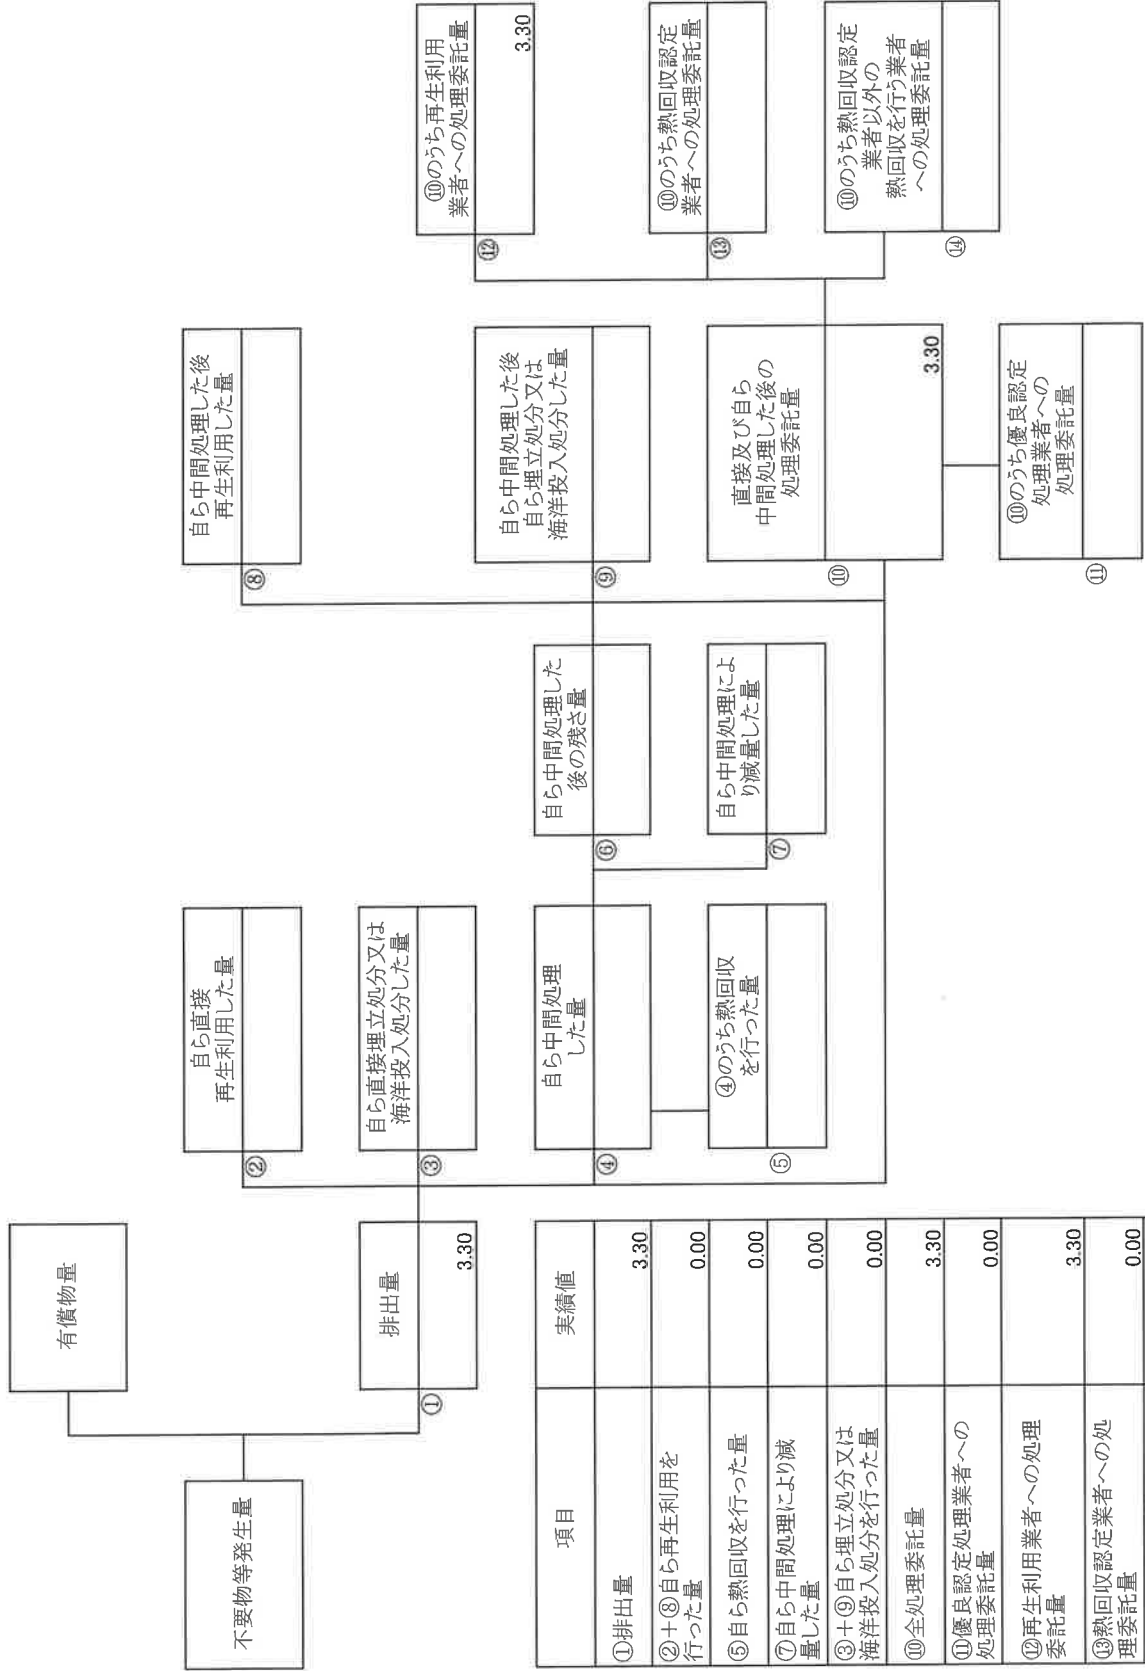 不要物等発生量
有償物量
排出量
①
3.30
自ら直接
再生利用した量
②
自ら直接埋立処分又は
海洋投入処分した量
③
自ら中間処理
した量
④
④のうち熱回収
を行った量
⑤
自ら中間処理した
後の残さ量
⑥
自ら中間処理によ
り減量した量
⑦
自ら中間処理した後
再生利用した量
⑧
自ら中間処理した後
自ら埋立処分又は
海洋投入処分した量
⑨
直接及び自ら
中間処理した後の
処理委託量
⑩
3.30
⑩のうち優良認定
処理業者への
処理委託量
⑪
⑩のうち再生利用
業者への処理委託量
⑫
3.30
⑩のうち熱回収認定
業者への処理委託量
⑬
⑩のうち熱回収認定
業者以外の
熱回収を行う業者
への処理委託量
⑭
項目
実績値
①排出量
3.30
②+⑧自ら再生利用を
行った量
0.00
⑤自ら熱回収を行った量
0.00
⑦自ら中間処理により減
量した量
0.00
③+⑨自ら埋立処分又は
海洋投入処分を行った量
0.00
⑩全処理委託量
3.30
⑪優良認定処理業者への
処理委託量
0.00
⑫再生利用業者への処理
委託量
3.30
⑬熱回収認定業者への処
理委託量
0.00